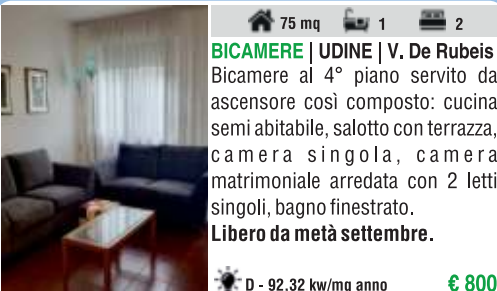 75 mq 1 2
BICAMERE | UDINE | V. De Rubeis
Bicamere al 4° piano servito da
ascensore così composto: cucina
semi abitabile, salotto con terrazza,
camera singola, camera
matrimoniale arredata con 2 letti
singoli, bagno finestrato.
Libero da metà settembre.
D - 92.32 kw/mq anno € 800